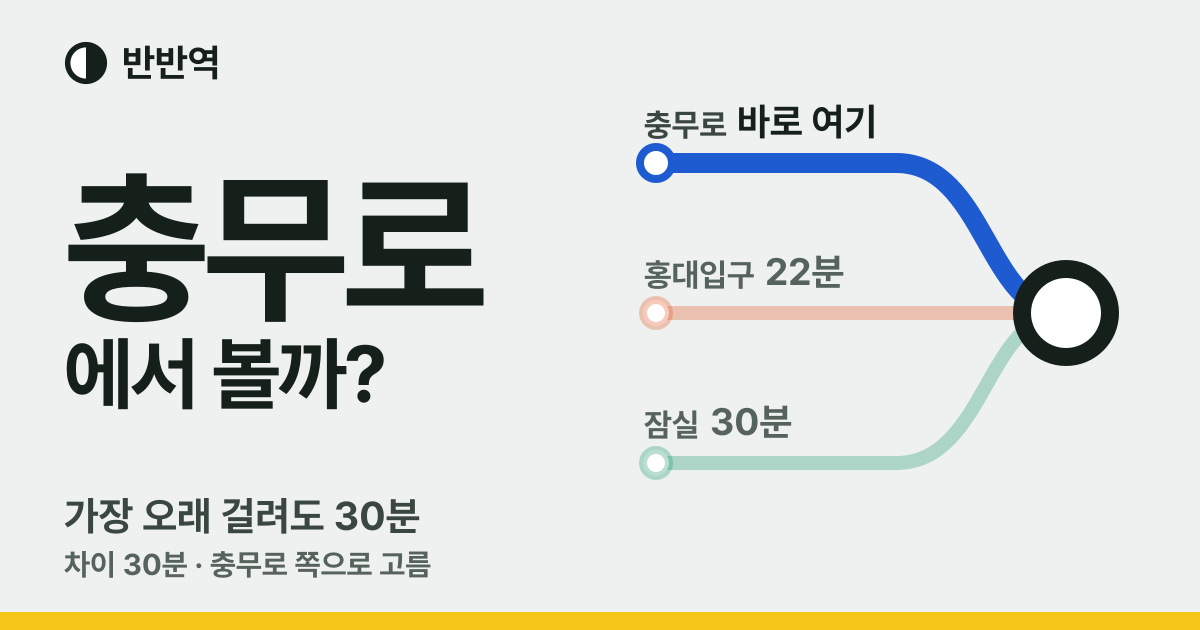 반반역
충무로
에서 볼까?
가장 오래 걸려도 30분
차이 30분 · 충무로 쪽으로 고름
충무로 바로 여기
홍대입구 22분
잠실 30분